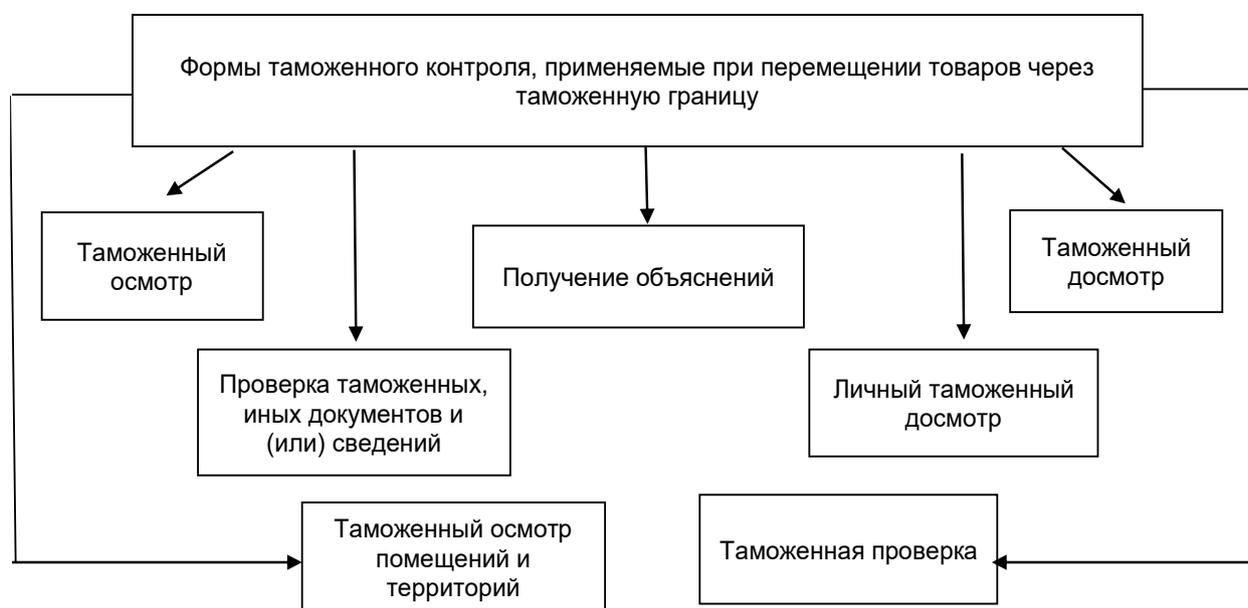 Формы таможенного контроля, применяемые при перемещении товаров через
таможенную границу
Таможенный
осмотр
Получение объяснений
Таможенный
досмотр
Проверка таможенных,
иных документов и
(или) сведений
Личный таможенный
досмотр
Таможенный осмотр
помещений и
территорий
Таможенная проверка